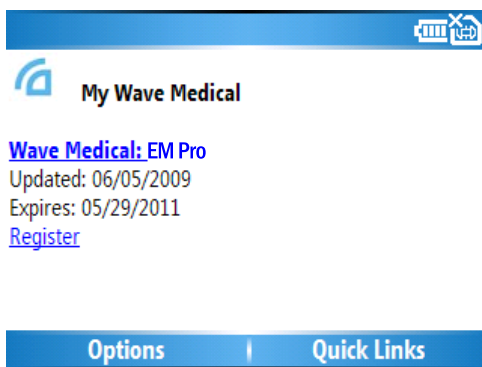 My Wave Medical
Wave Medical: EM Pro
Updated: 06/05/2009
Expires: 05/29/2011
Register
Options
Quick Links